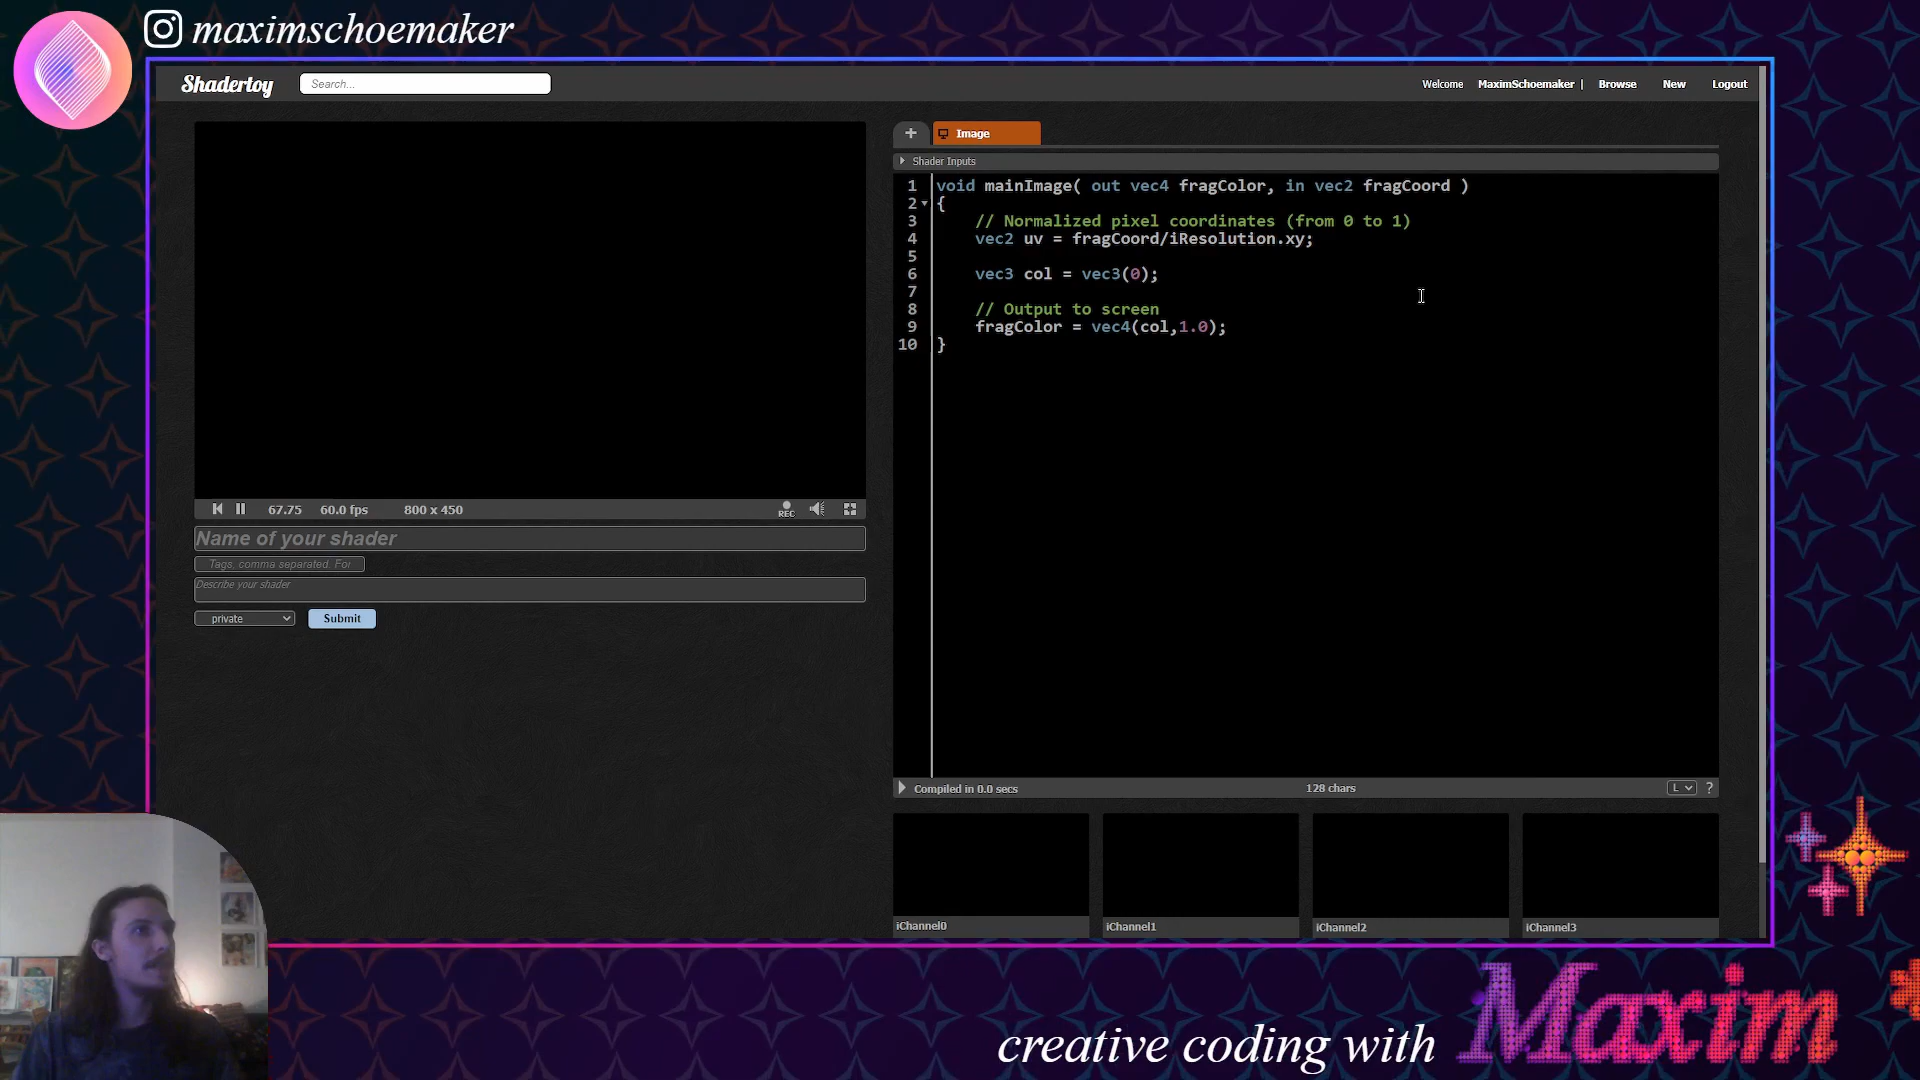 maximschoemaker
Shadertoy
Search...
Welcome MaximSchoemaker | Browse New Logout
+ Image
Shader Inputs
1 void mainImage( out vec4 fragColor, in vec2 fragCoord )
2 {
3 // Normalized pixel coordinates (from 0 to 1)
4 vec2 uv = fragCoord/iResolution.xy;
5
6 vec3 col = vec3(0);
7
8 // Output to screen
9 fragColor = vec4(col,1.0);
10 }
67.75 60.0 fps 800 x 450
REC
Name of your shader
Tags, comma separated. For
Describe your shader
private Submit
Compiled in 0.0 secs 128 chars L ?
iChannel0 iChannel1 iChannel2 iChannel3
creative coding with Maxim